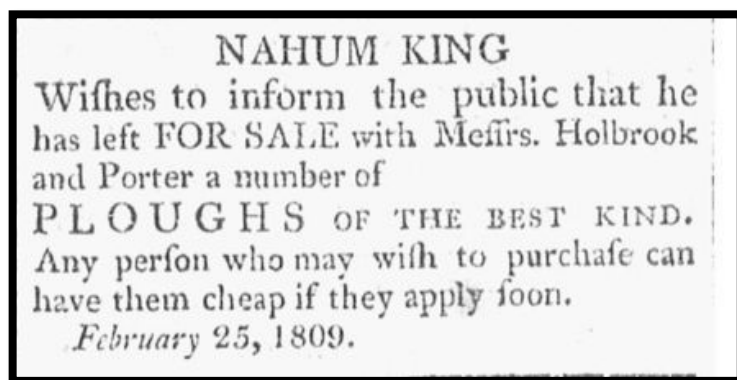 NAHUM KING
Wiſhes to inform the public that he
has left FOR SALE with Meſſrs. Holbrook
and Porter a number of
PLOUGHS OF THE BEST KIND.
Any perſon who may wiſh to purchaſe can
have them cheap if they apply ſoon.
February 25, 1809.